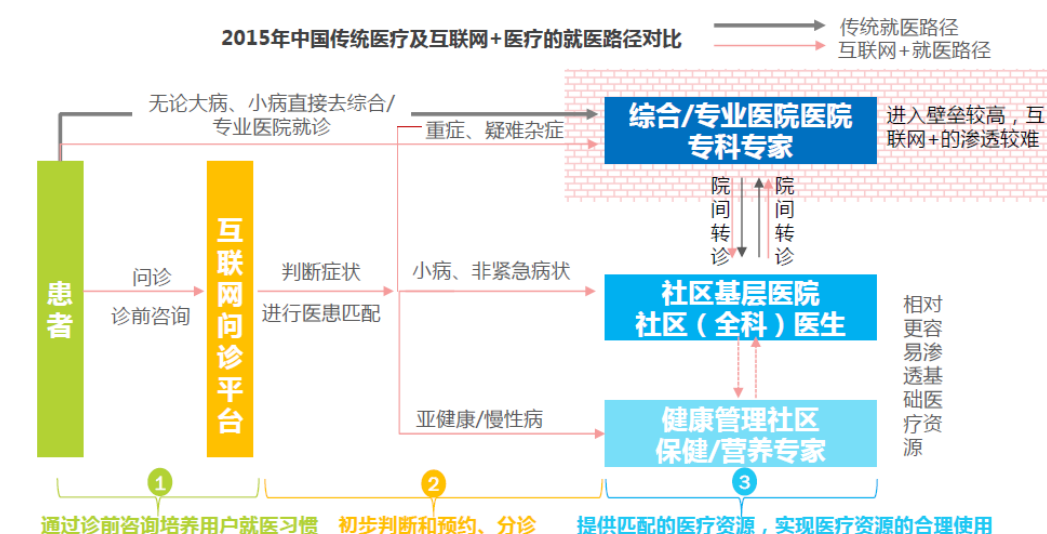 2015年中国传统医疗及互联网+医疗的就医路径对比
传统就医路径
互联网+就医路径
无论大病、小病直接去综合/
专业医院就诊
重症、疑难杂症
综合/专业医院医院
专科专家
进入壁垒较高，互
联网+的渗透较难
院间转诊
院间转诊
患者
问诊
诊前咨询
互联网问诊平台
判断症状
进行医患匹配
小病、非紧急病状
社区基层医院
社区（全科）医生
相对
更容
易渗
透基
础医
疗资
源
亚健康/慢性病
健康管理社区
保健/营养专家
1
2
3
通过诊前咨询培养用户就医习惯
初步判断和预约、分诊
提供匹配的医疗资源，实现医疗资源的合理使用